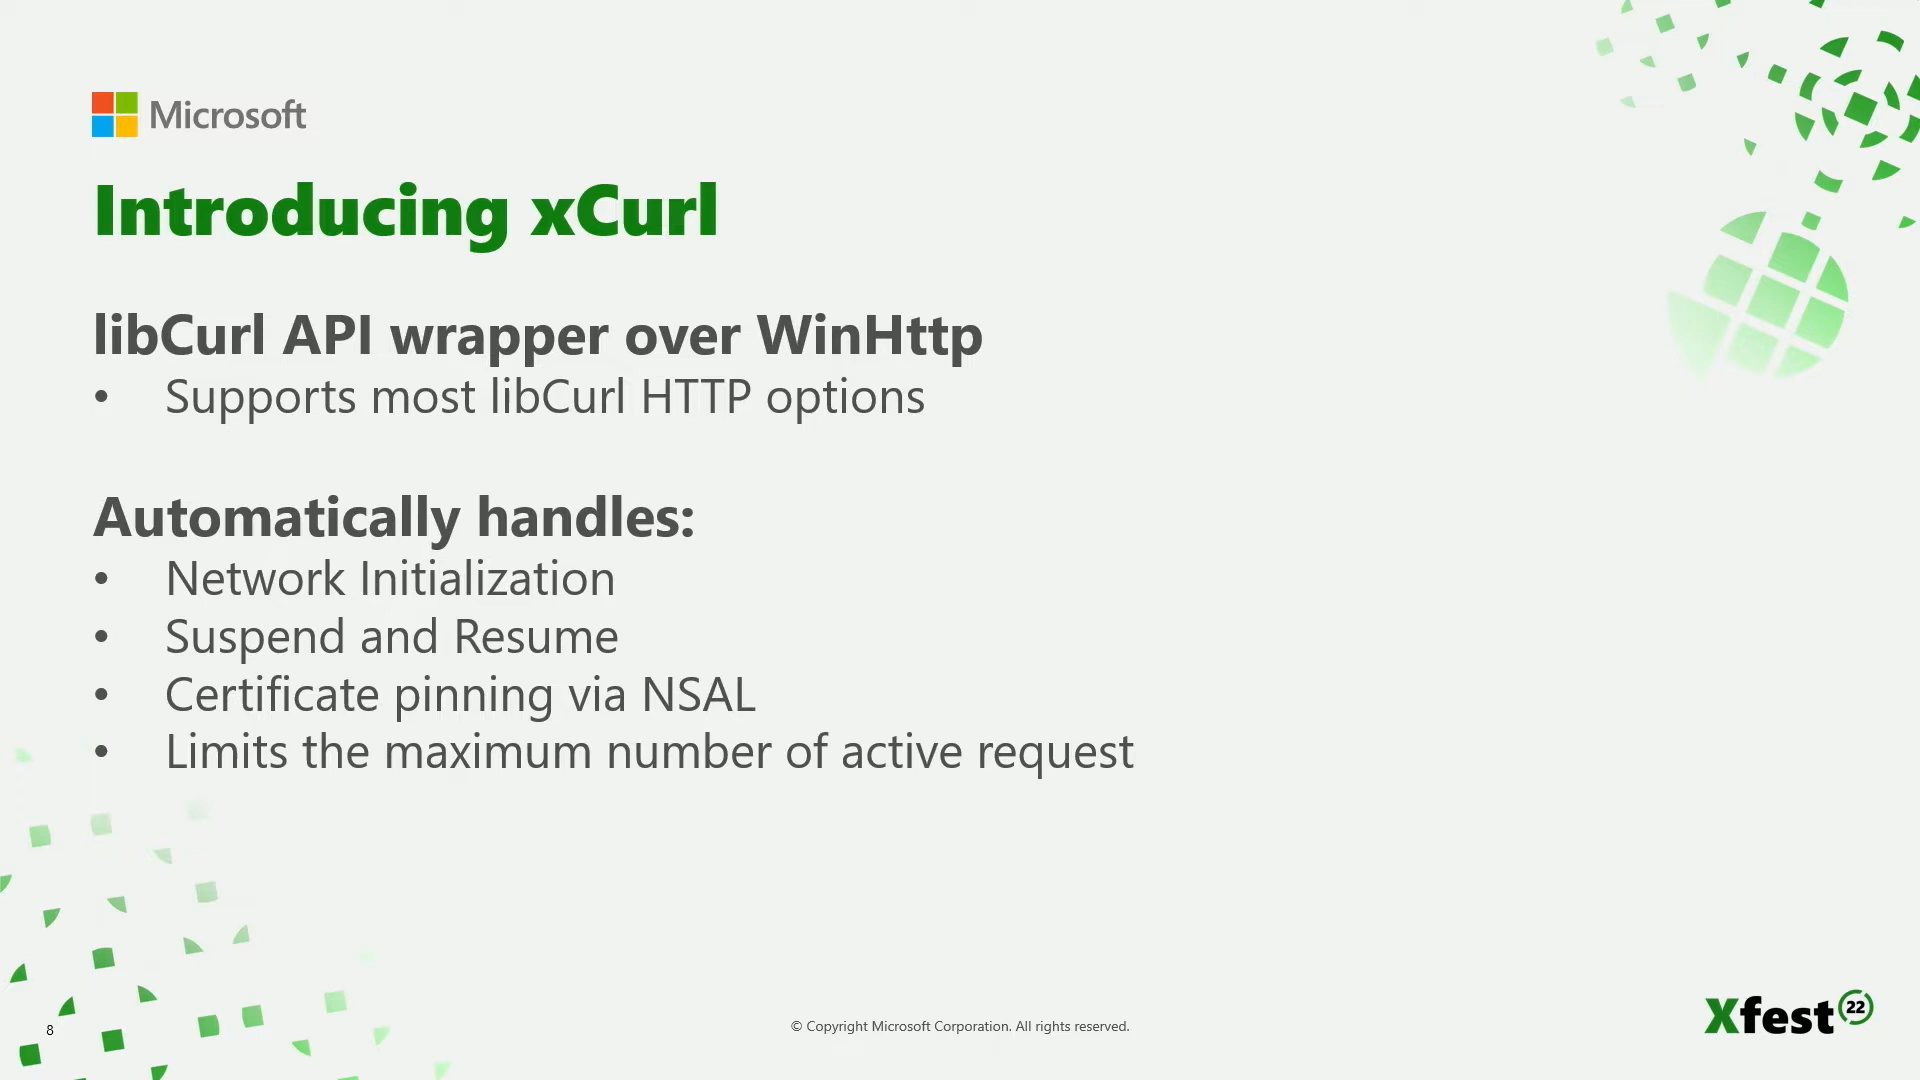 Microsoft
Introducing xCurl
libCurl API wrapper over WinHttp
• Supports most libCurl HTTP options
Automatically handles:
• Network Initialization
• Suspend and Resume
• Certificate pinning via NSAL
• Limits the maximum number of active request
8
© Copyright Microsoft Corporation. All rights reserved.
Xfest 22